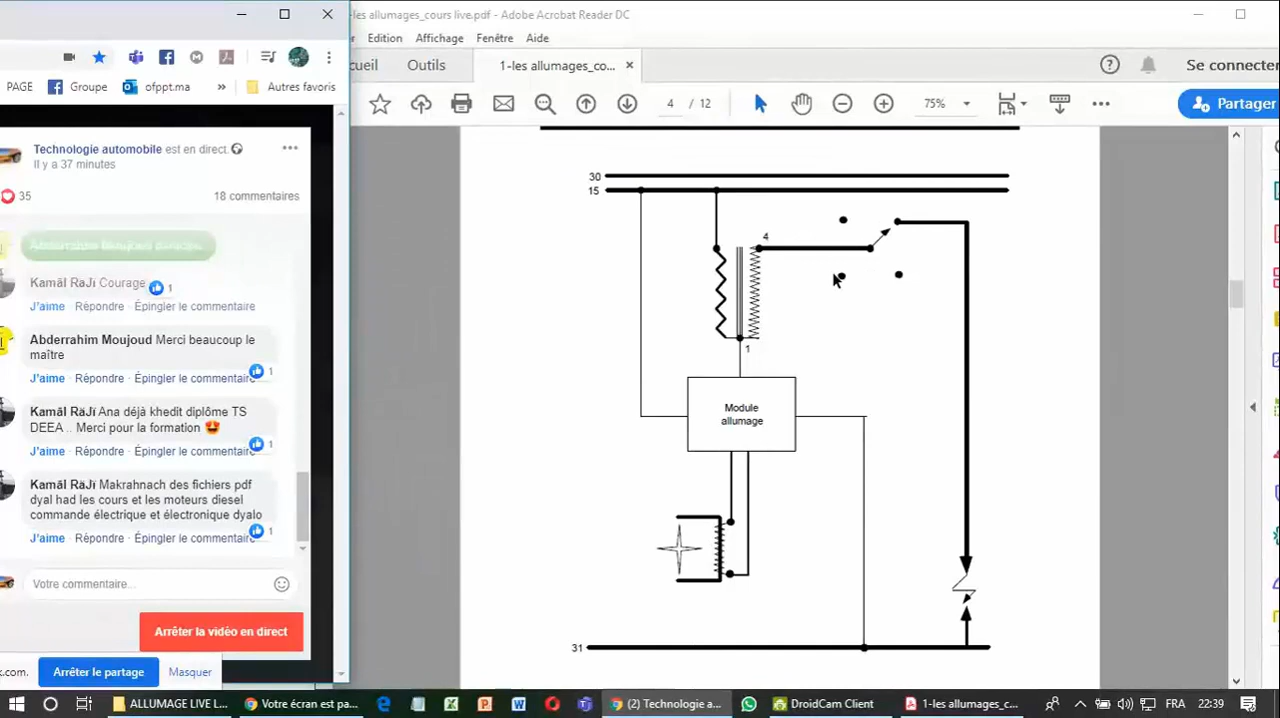 -les allumages_cours live.pdf - Adobe Acrobat Reader DC
Edition Affichage Fenêtre Aide
cueil Outils 1-les allumages_co... × Se connecter
4 / 12 75% Partager
PAGE Groupe ofppt.ma » Autres favoris
Technologie automobile est en direct.
Il y a 37 minutes
35 18 commentaires
Kamāl RāJi Courage 1
J'aime Répondre Épingler le commentaire
Abderrahim Moujoud Merci beaucoup le
maître
1
J'aime · Répondre · Épingler le commentaire
Kamāl RāJi Ana déjà khedit diplôme TS
DEEA .. Merci pour la formation
1
J'aime · Répondre · Épingler le commentaire
Kamāl RāJi Makrahnach des fichiers pdf
dyal had les cours et les moteurs diesel
commande électrique et électronique dyalo
1
J'aime · Répondre · Épingler le commentaire
Votre commentaire...
Arrêter la vidéo en direct
k.com. Arrêter le partage Masquer
30
15
4
1
Module
allumage
31
ALLUMAGE LIVE L... Votre écran est pa... (2) Technologie a... DroidCam Client 1-les allumages_c... FRA 22:39